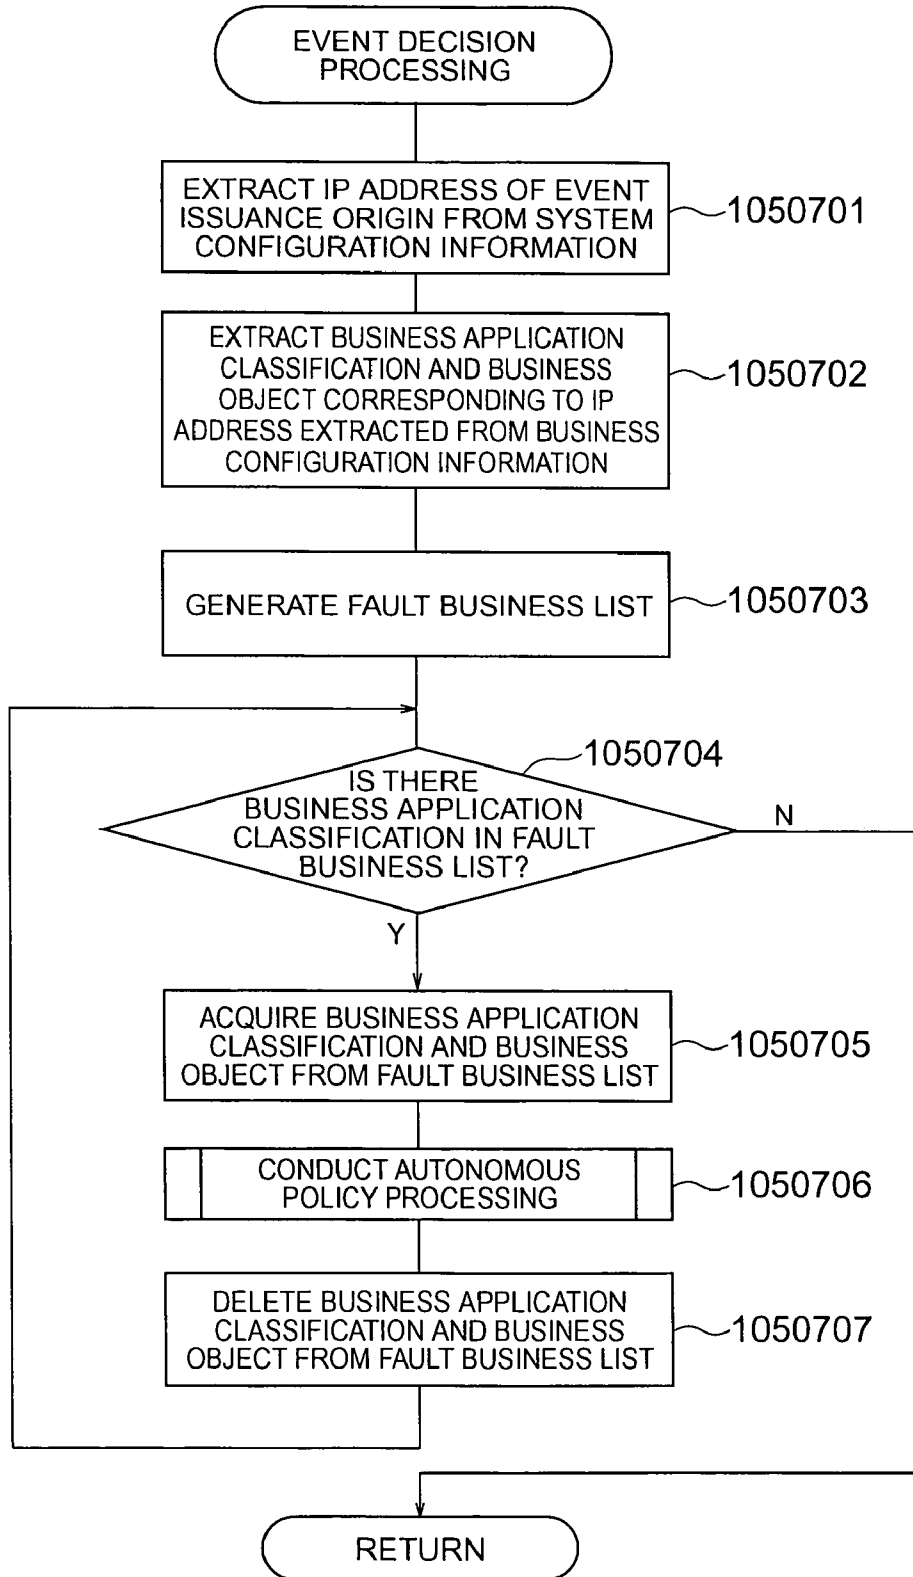 EVENT DECISION
PROCESSING
EXTRACT IP ADDRESS OF EVENT
ISSUANCE ORIGIN FROM SYSTEM
CONFIGURATION INFORMATION
1050701
EXTRACT BUSINESS APPLICATION
CLASSIFICATION AND BUSINESS
OBJECT CORRESPONDING TO IP
ADDRESS EXTRACTED FROM BUSINESS
CONFIGURATION INFORMATION
1050702
GENERATE FAULT BUSINESS LIST
1050703
1050704
IS THERE
BUSINESS APPLICATION
CLASSIFICATION IN FAULT
BUSINESS LIST?
N
Y
ACQUIRE BUSINESS APPLICATION
CLASSIFICATION AND BUSINESS
OBJECT FROM FAULT BUSINESS LIST
1050705
CONDUCT AUTONOMOUS
POLICY PROCESSING
1050706
DELETE BUSINESS APPLICATION
CLASSIFICATION AND BUSINESS
OBJECT FROM FAULT BUSINESS LIST
1050707
RETURN